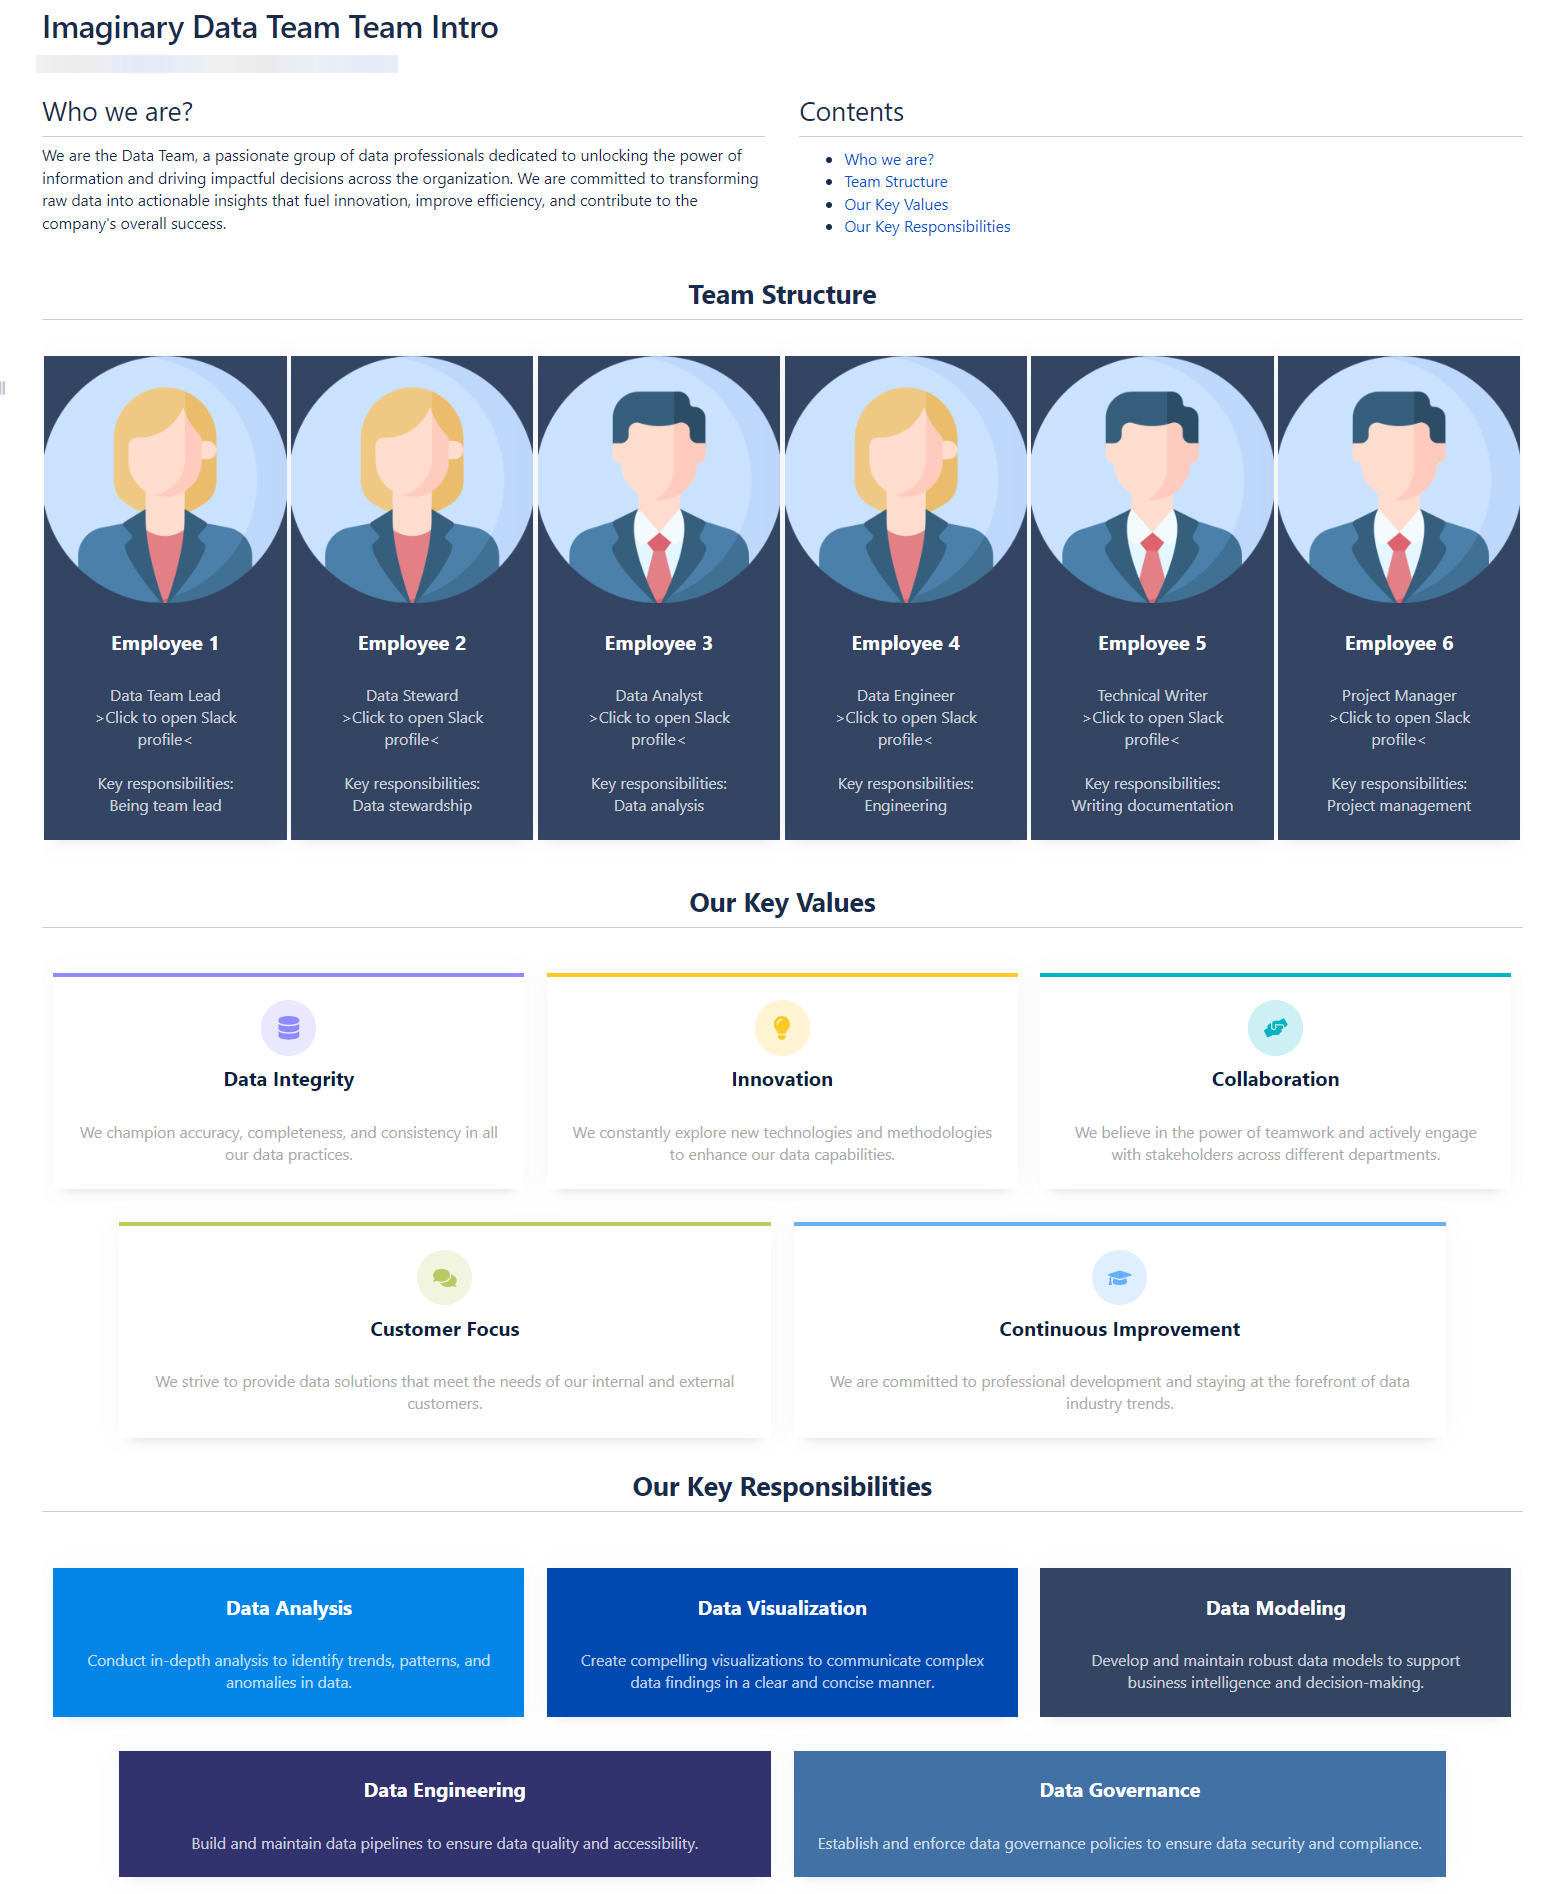 Imaginary Data Team Team Intro
Who we are?
We are the Data Team, a passionate group of data professionals dedicated to unlocking the power of
information and driving impactful decisions across the organization. We are committed to transforming
raw data into actionable insights that fuel innovation, improve efficiency, and contribute to the
company's overall success.
Contents
Who we are?
Team Structure
Our Key Values
Our Key Responsibilities
Team Structure
Employee 1
Data Team Lead
>Click to open Slack
profile<
Key responsibilities:
Being team lead
Employee 2
Data Steward
>Click to open Slack
profile<
Key responsibilities:
Data stewardship
Employee 3
Data Analyst
>Click to open Slack
profile<
Key responsibilities:
Data analysis
Employee 4
Data Engineer
>Click to open Slack
profile<
Key responsibilities:
Engineering
Employee 5
Technical Writer
>Click to open Slack
profile<
Key responsibilities:
Writing documentation
Employee 6
Project Manager
>Click to open Slack
profile<
Key responsibilities:
Project management
Our Key Values
Data Integrity
We champion accuracy, completeness, and consistency in all
our data practices.
Innovation
We constantly explore new technologies and methodologies
to enhance our data capabilities.
Collaboration
We believe in the power of teamwork and actively engage
with stakeholders across different departments.
Customer Focus
We strive to provide data solutions that meet the needs of our internal and external
customers.
Continuous Improvement
We are committed to professional development and staying at the forefront of data
industry trends.
Our Key Responsibilities
Data Analysis
Conduct in-depth analysis to identify trends, patterns, and
anomalies in data.
Data Visualization
Create compelling visualizations to communicate complex
data findings in a clear and concise manner.
Data Modeling
Develop and maintain robust data models to support
business intelligence and decision-making.
Data Engineering
Build and maintain data pipelines to ensure data quality and accessibility.
Data Governance
Establish and enforce data governance policies to ensure data security and compliance.